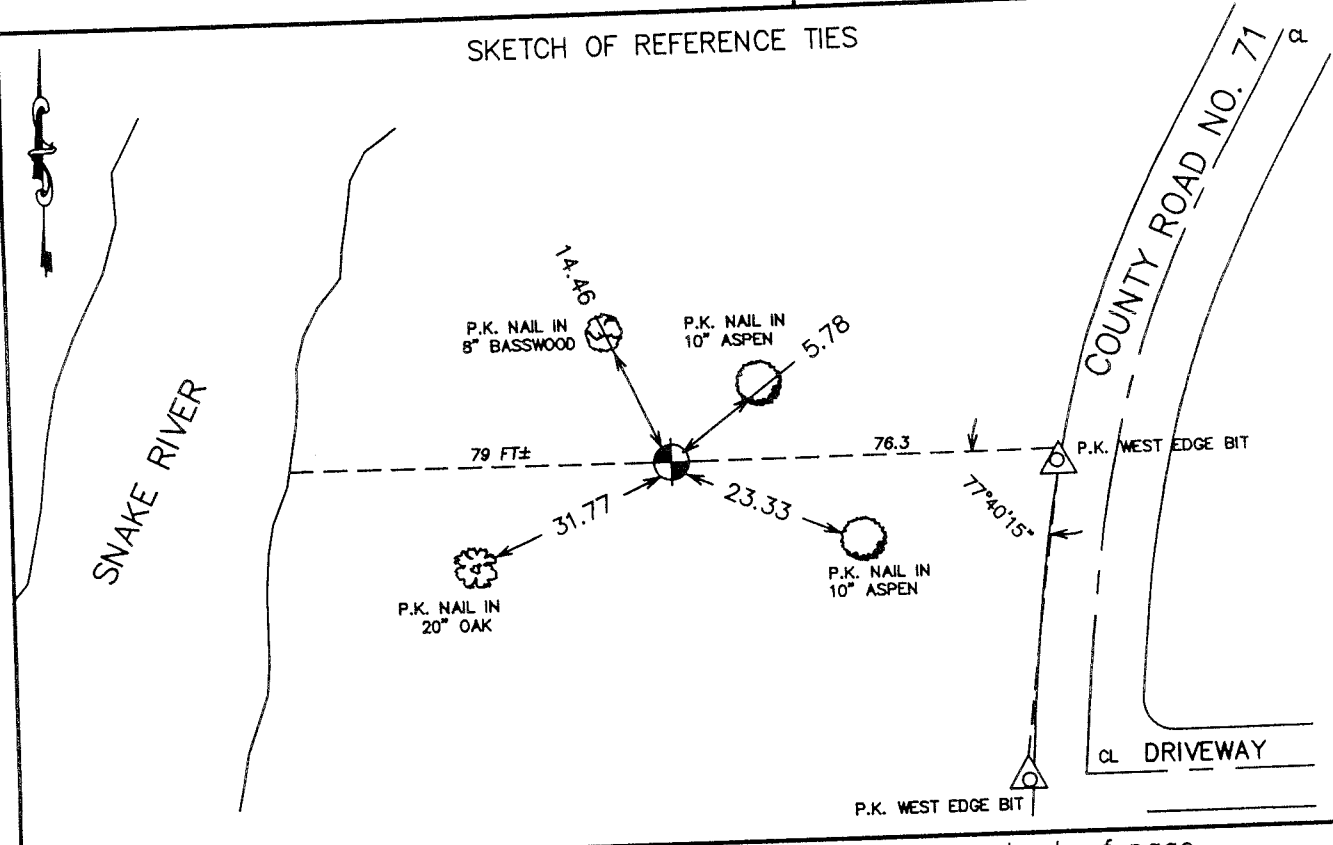 SKETCH OF REFERENCE TIES
COUNTY ROAD NO. 71
CL
14.46
P.K. NAIL IN
8" BASSWOOD
P.K. NAIL IN
10" ASPEN
5.78
SNAKE RIVER
79 FT±
76.3
P.K. WEST EDGE BIT
77°40'15"
31.77
23.33
P.K. NAIL IN
10" ASPEN
P.K. NAIL IN
20" OAK
CL DRIVEWAY
P.K. WEST EDGE BIT